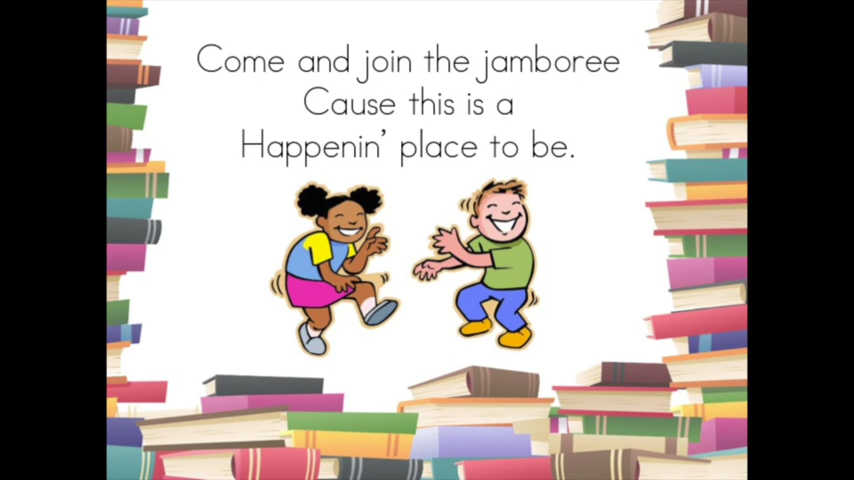 Come and join the jamboree
Cause this is a
Happenin’ place to be.